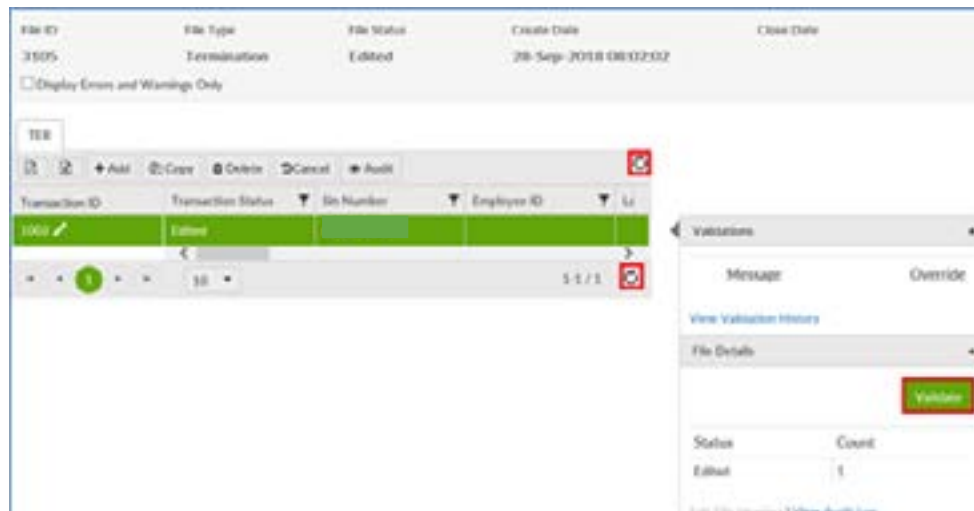 File ID File Type File Status Create Date Close Date
3105 Termination Edited 28-Sep-2018 08:02:02
Display Errors and Warnings Only
TER
Add Copy Delete Cancel Audit
Transaction ID Transaction Status Sin Number Employee ID
Edited
Validations
1 10 1-1 / 1
Message Override
View Validation History
File Details
Validate
Status Count
Edited 1